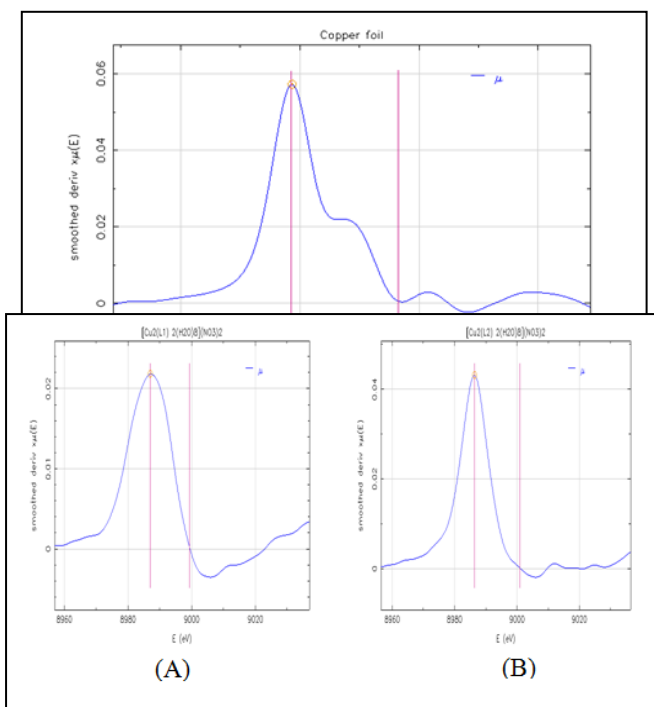 Copper foil
smoothed deriv xμ(E)
0.06
0.04
0.02
0
μ
[Cu2(L1) 2(H2O)8](NO3)2
smoothed deriv xμ(E)
0.02
0.01
0
μ
8960 8980 9000 9020
E (eV)
(A)
[Cu2(L2) 2(H2O)8](NO3)2
smoothed deriv xμ(E)
0.04
0.02
0
μ
8960 8980 9000 9020
E (eV)
(B)